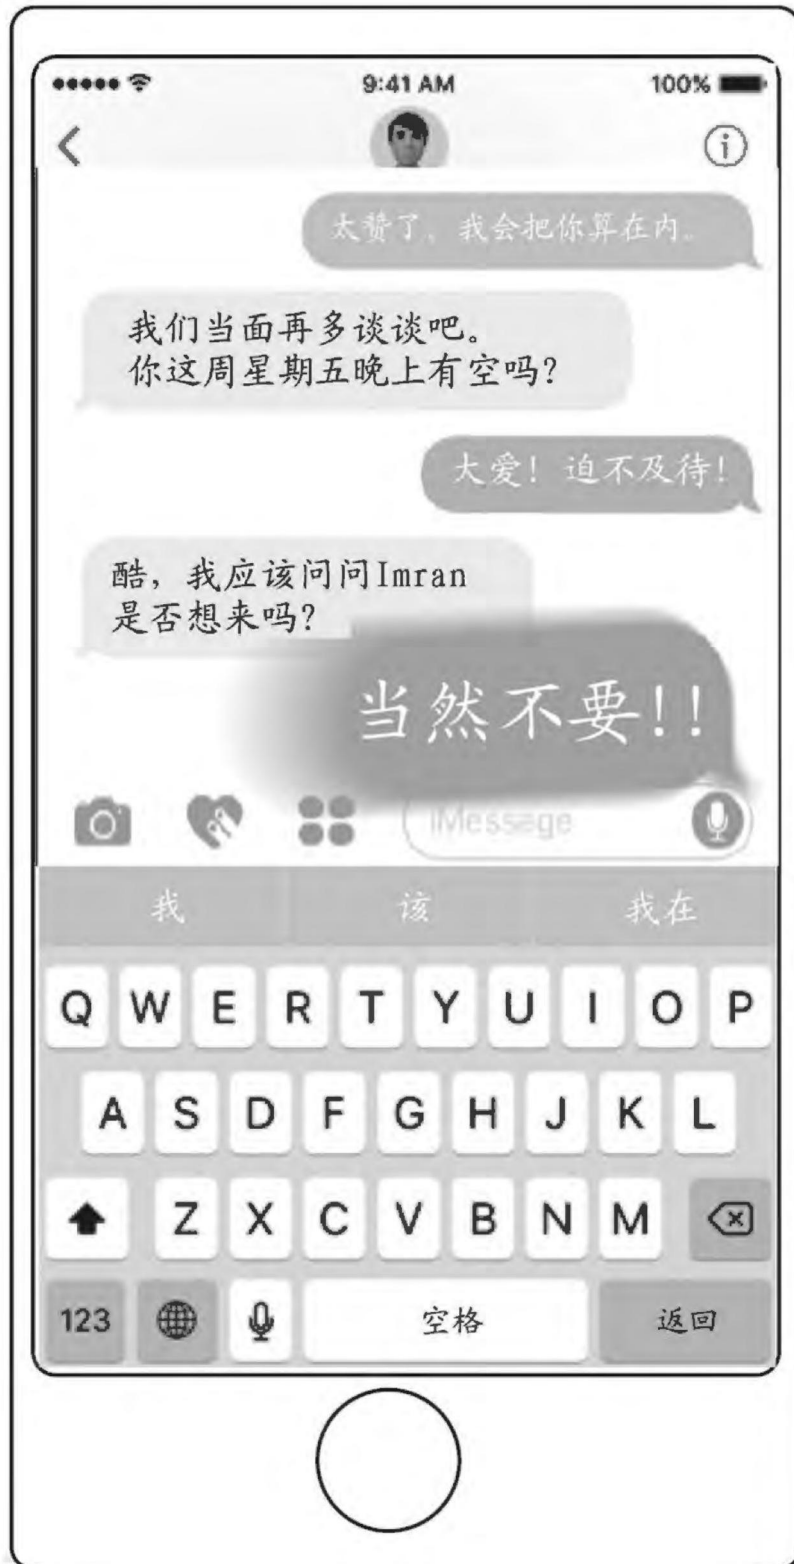 9:41 AM 100%
太赞了，我会把你算在内。
我们当面再多谈谈吧。
你这周星期五晚上有空吗？
大爱！迫不及待！
酷，我应该问问Imran
是否想来吗？
当然不要！！
iMessage
我 该 我在
Q W E R T Y U I O P
A S D F G H J K L
Z X C V B N M
123 空格 返回